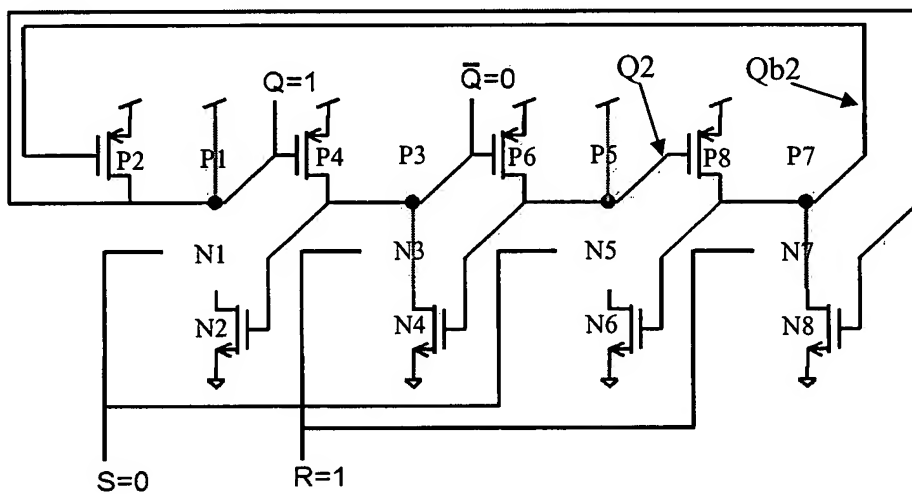 Q=1
Q̅=0
Q2
Qb2
P2 P1 P4 P3 P6 P5 P8 P7
N1 N3 N5 N7
N2 N4 N6 N8
S=0 R=1